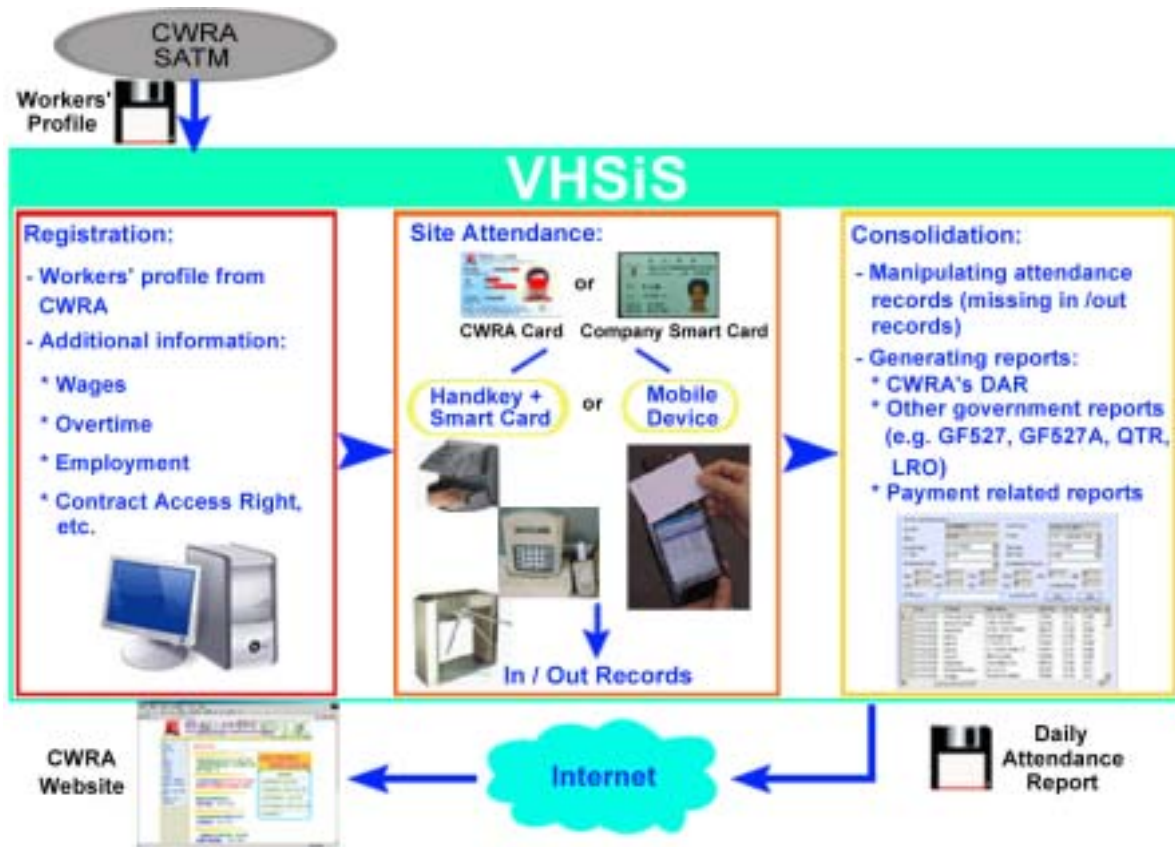 CWRA
SATM
Workers'
Profile
VHSiS
Registration:
- Workers' profile from
CWRA
- Additional information:
* Wages
* Overtime
* Employment
* Contract Access Right,
etc.
Site Attendance:
or
CWRA Card
Company Smart Card
Handkey +
Smart Card
or
Mobile
Device
In / Out Records
Consolidation:
- Manipulating attendance
records (missing in /out
records)
- Generating reports:
* CWRA's DAR
* Other government reports
(e.g. GF527, GF527A, QTR,
LRO)
* Payment related reports
CWRA
Website
Internet
Daily
Attendance
Report